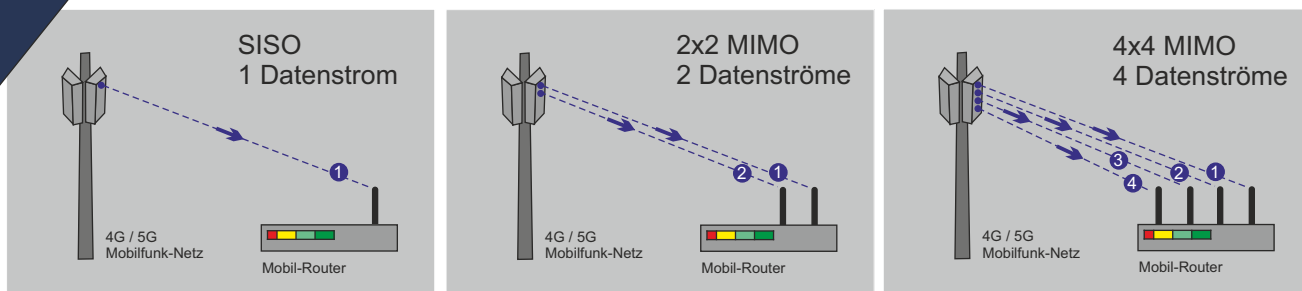 SISO
1 Datenstrom
1
4G / 5G
Mobilfunk-Netz
Mobil-Router
2x2 MIMO
2 Datenströme
2
1
4G / 5G
Mobilfunk-Netz
Mobil-Router
4x4 MIMO
4 Datenströme
3
2
1
4
4G / 5G
Mobilfunk-Netz
Mobil-Router